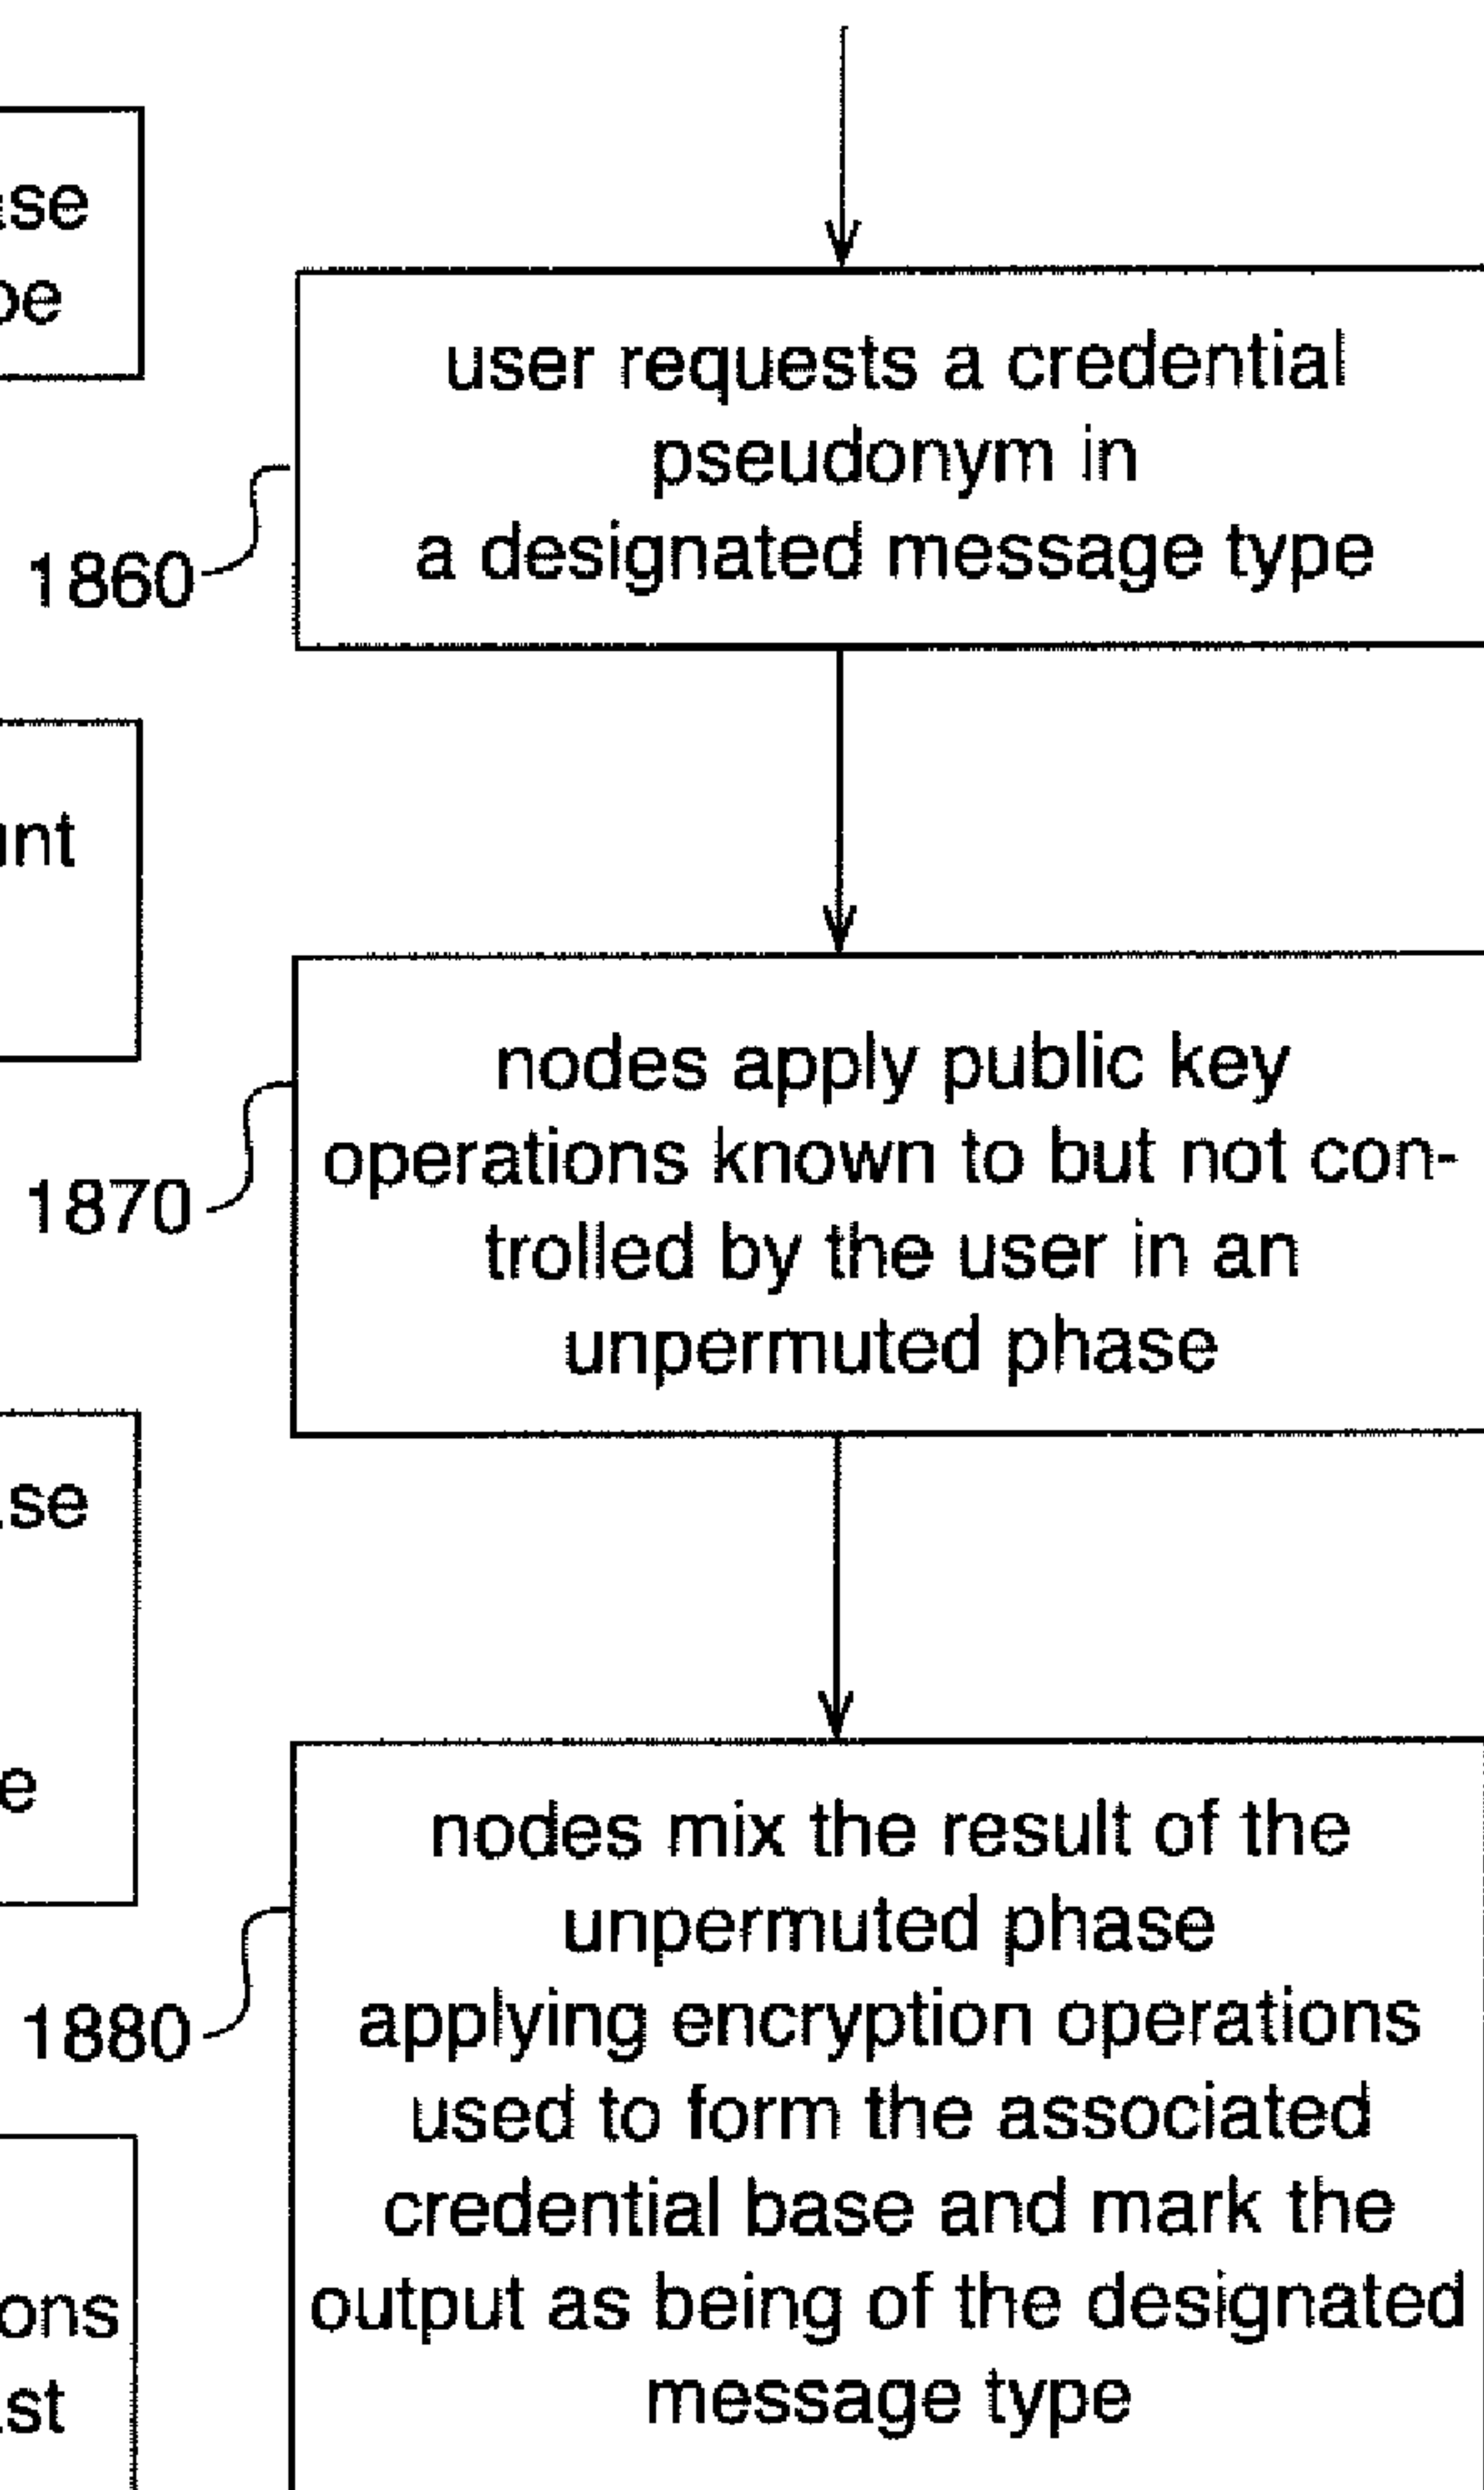 user requests a credential
pseudonym in
a designated message type
1860
nodes apply public key
operations known to but not con-
trolled by the user in an
unpermuted phase
1870
nodes mix the result of the
unpermuted phase
applying encryption operations
used to form the associated
credential base and mark the
output as being of the designated
message type
1880